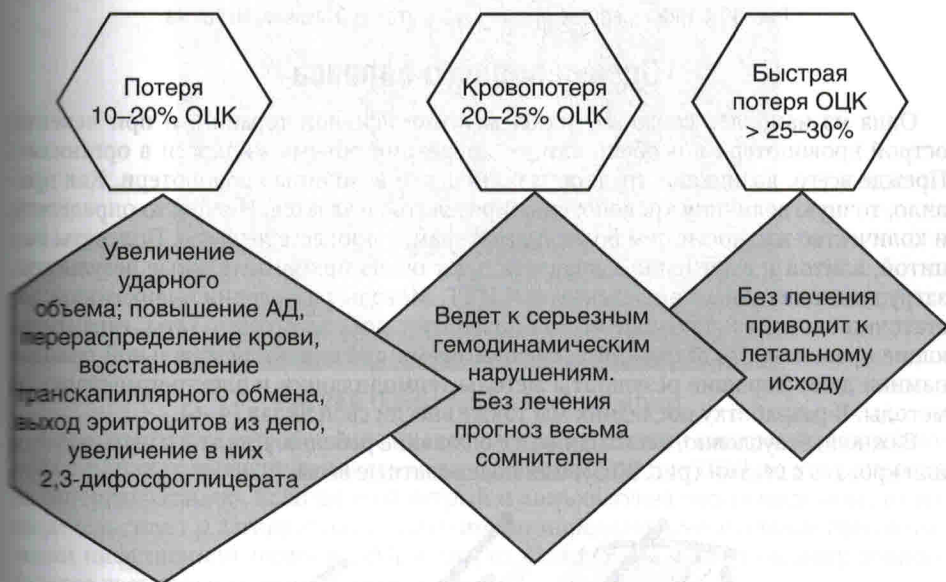 Потеря
10–20% ОЦК
Кровопотеря
20–25% ОЦК
Быстрая
потеря ОЦК
>25–30%
Увеличение
ударного
объема; повышение АД,
перераспределение крови,
восстановление
транскапиллярного обмена,
выход эритроцитов из депо,
увеличение в них
2,3-дифосфоглицерата
Ведет к серьезным
гемодинамическим
нарушениям.
Без лечения
прогноз весьма
сомнителен
Без лечения
приводит к
летальному
исходу